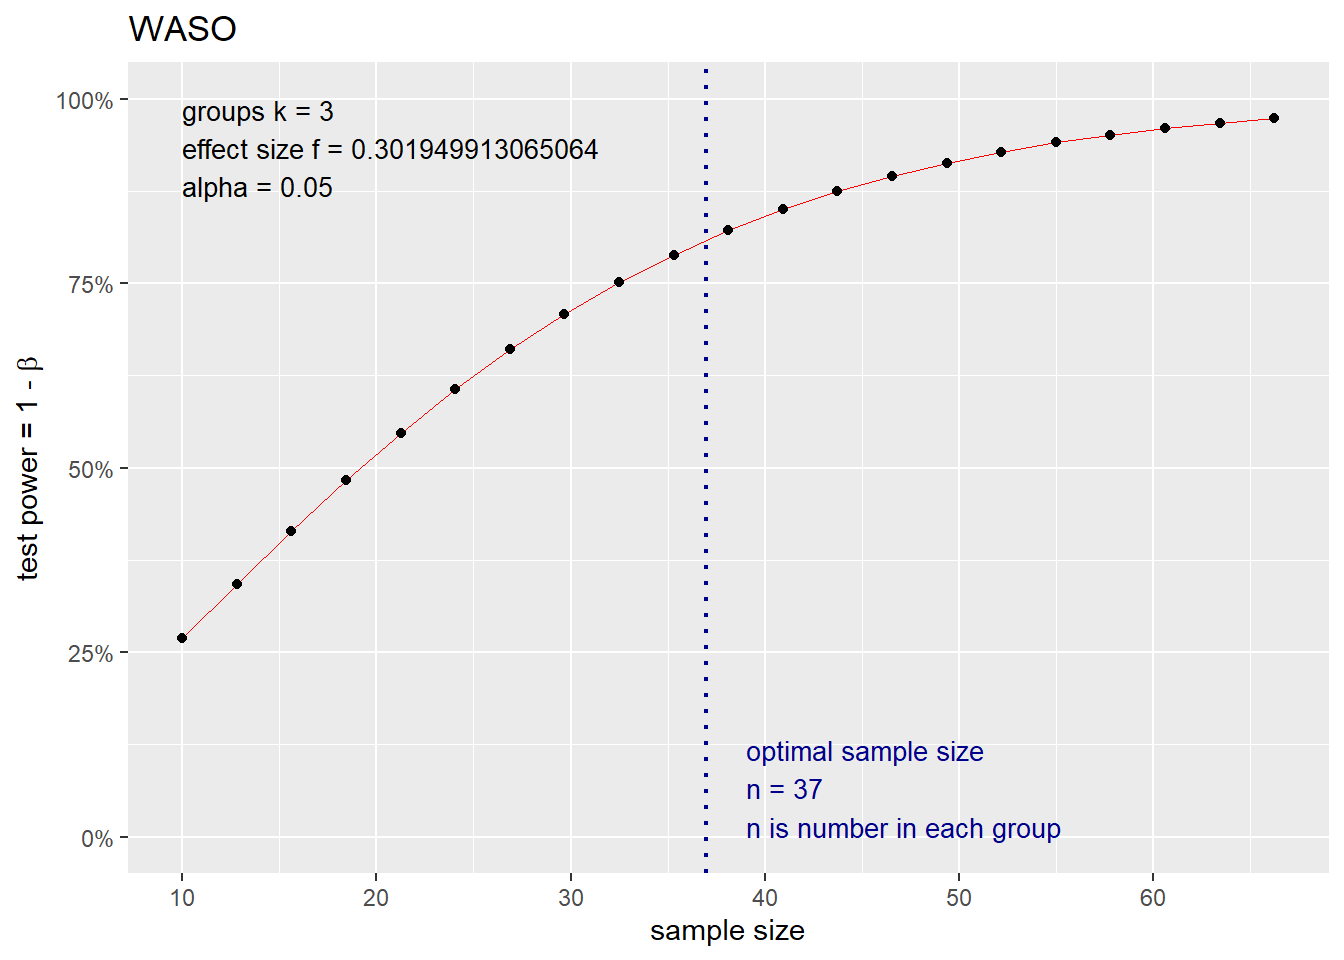 WASO
groups k = 3
effect size f = 0.301949913065064
alpha = 0.05
100%
75%
50%
25%
0%
test power = 1 - β
optimal sample size
n = 37
n is number in each group
10 20 30 40 50 60
sample size